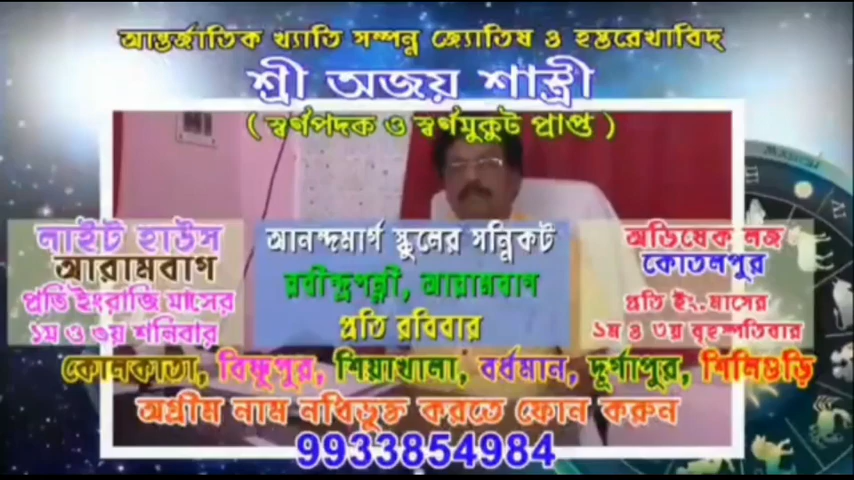 আন্তর্জাতিক খ্যাতি সম্পন্ন জ্যোতিষ ও হস্তরেখাবিদ্
শ্রী অজয় শাস্ত্রী
( স্বর্ণপদক ও স্বর্ণমুকুট প্রাপ্ত )
লাইট হাউস
আরামবাগ
প্রতি ইংরাজি মাসের
১ম ও ৩য় শনিবার
আনন্দমার্গ স্কুলের সন্নিকট
রবীন্দ্রপল্লী, আরামবাগ
প্রতি রবিবার
অভিষেক লজ
কোতলপুর
প্রতি ইং.মাসের
১ম ও ৩য় বৃহস্পতিবার
কোলকাতা, বিষ্ণুপুর, শিয়াখালা, বর্ধমান, দুর্গাপুর, শিলিগুড়ি
অগ্রীম নাম নথিভুক্ত করতে ফোন করুন
9933854984